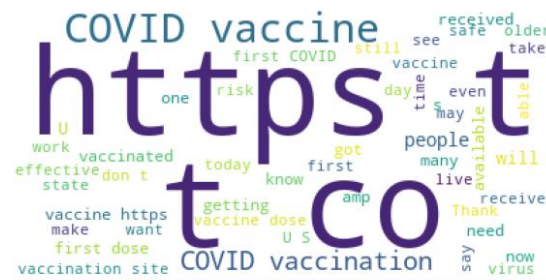 COVID vaccine
received
safe
older
https t
first COVID
still
see
take
vaccine
one
risk
day
time
even
able
s
may
U
work
vaccinated
got
people
available
many
will
effective
don t
today
first
state
know
live
t co
getting
amp
receive
vaccine https
vaccine dose
Thank
make
want
need
first dose
U S
say
now
vaccination site
COVID vaccination
virus